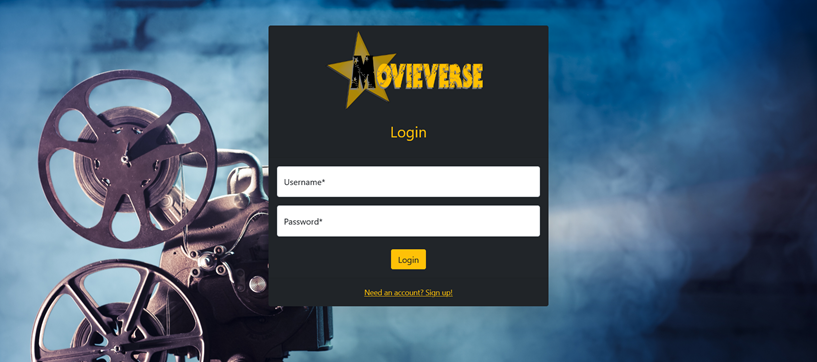 MOVIEVERSE
Login
Username*
Password*
Login
Need an account? Sign up!